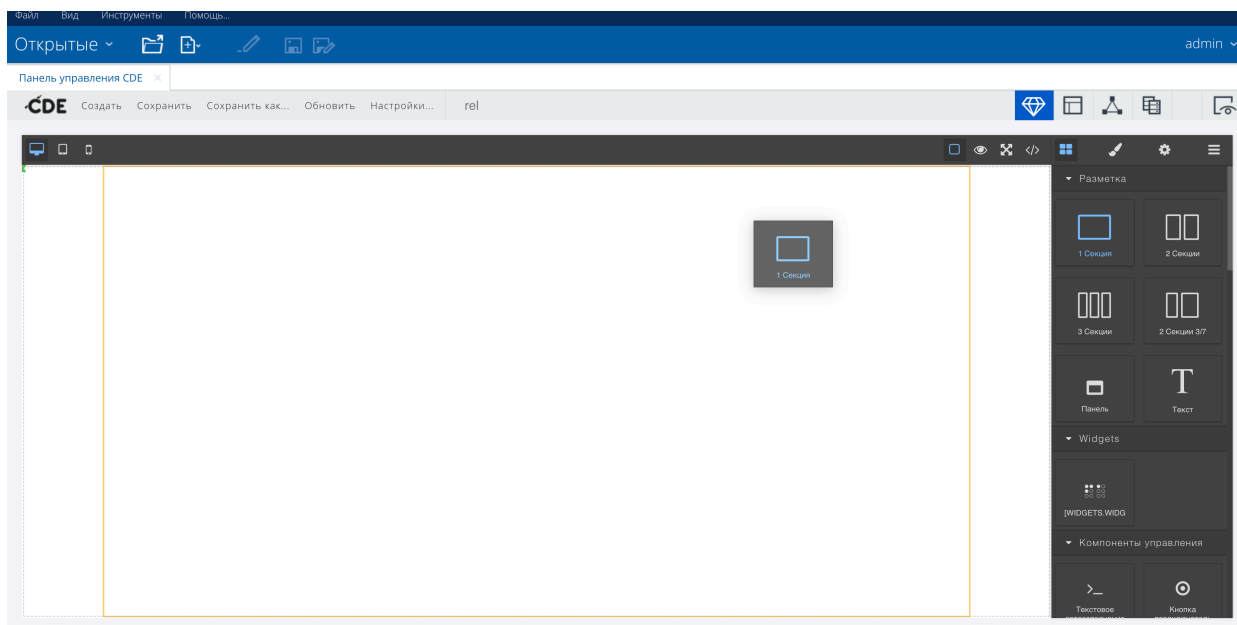 Файл Вид Инструменты Помощь...
Открытые admin
Панель управления CDE
CDE Создать Сохранить Сохранить как... Обновить Настройки... rel
Разметка
1 Секция 2 Секции
1 Секция
3 Секции 2 Секции 3/7
T
Панель Текст
Widgets
[WIDGETS.WIDG
Компоненты управления
Текстовое Кнопка